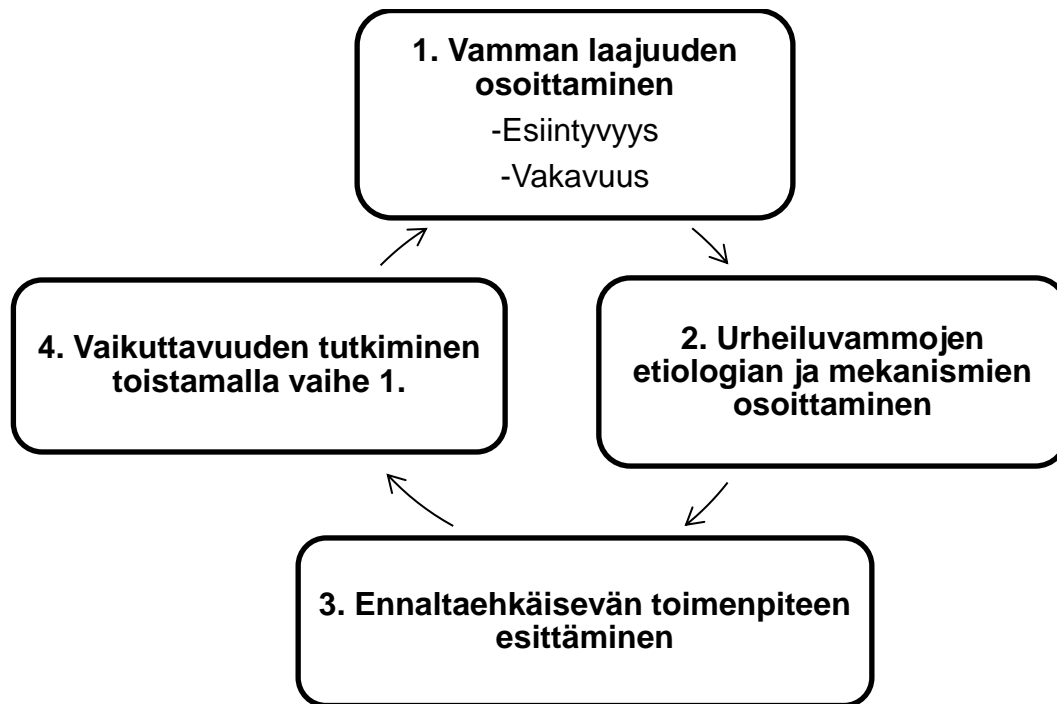 1. Vamman laajuuden
osoittaminen
-Esiintyvyys
-Vakavuus
2. Urheiluvammojen
etiologian ja mekanismien
osoittaminen
3. Ennaltaehkäisevän toimenpiteen
esittäminen
4. Vaikuttavuuden tutkiminen
toistamalla vaihe 1.